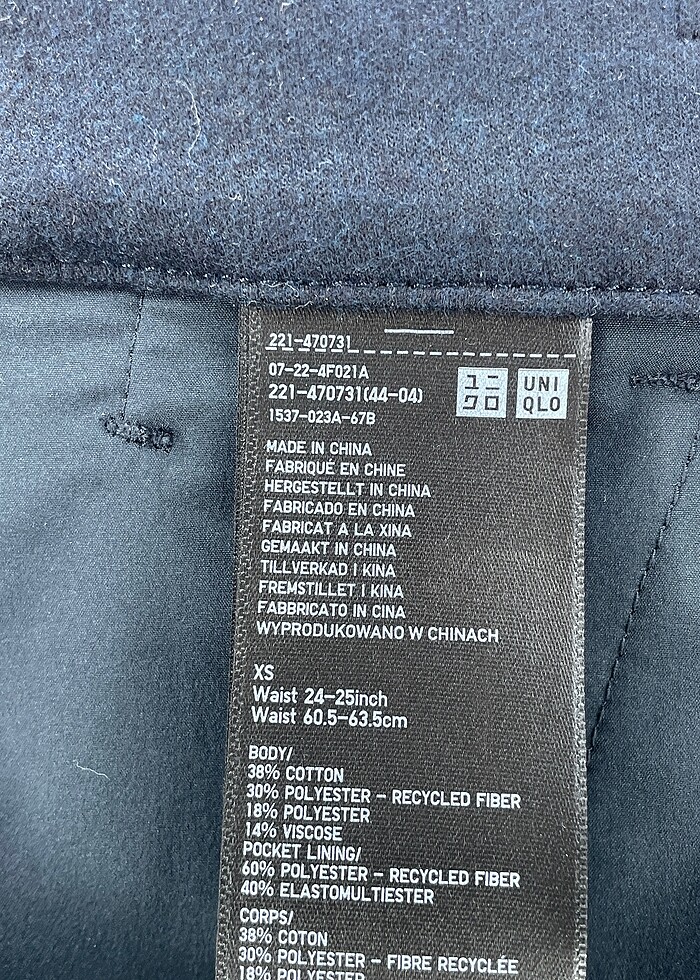 221-470731
07-22-4F021A
221-470731(44-04)
1537-023A-67B
ユニ
クロ
UNI
QLO
MADE IN CHINA
FABRIQUÉ EN CHINE
HERGESTELLT IN CHINA
FABRICADO EN CHINA
FABRICAT A LA XINA
GEMAAKT IN CHINA
TILLVERKAD I KINA
FREMSTILLET I KINA
FABBRICATO IN CINA
WYPRODUKOWANO W CHINACH
XS
Waist 24-25inch
Waist 60.5-63.5cm
BODY/
38% COTTON
30% POLYESTER - RECYCLED FIBER
18% POLYESTER
14% VISCOSE
POCKET LINING/
60% POLYESTER - RECYCLED FIBER
40% ELASTOMULTIESTER
CORPS/
38% COTON
30% POLYESTER - FIBRE RECYCLÉE
18% POLYESTER